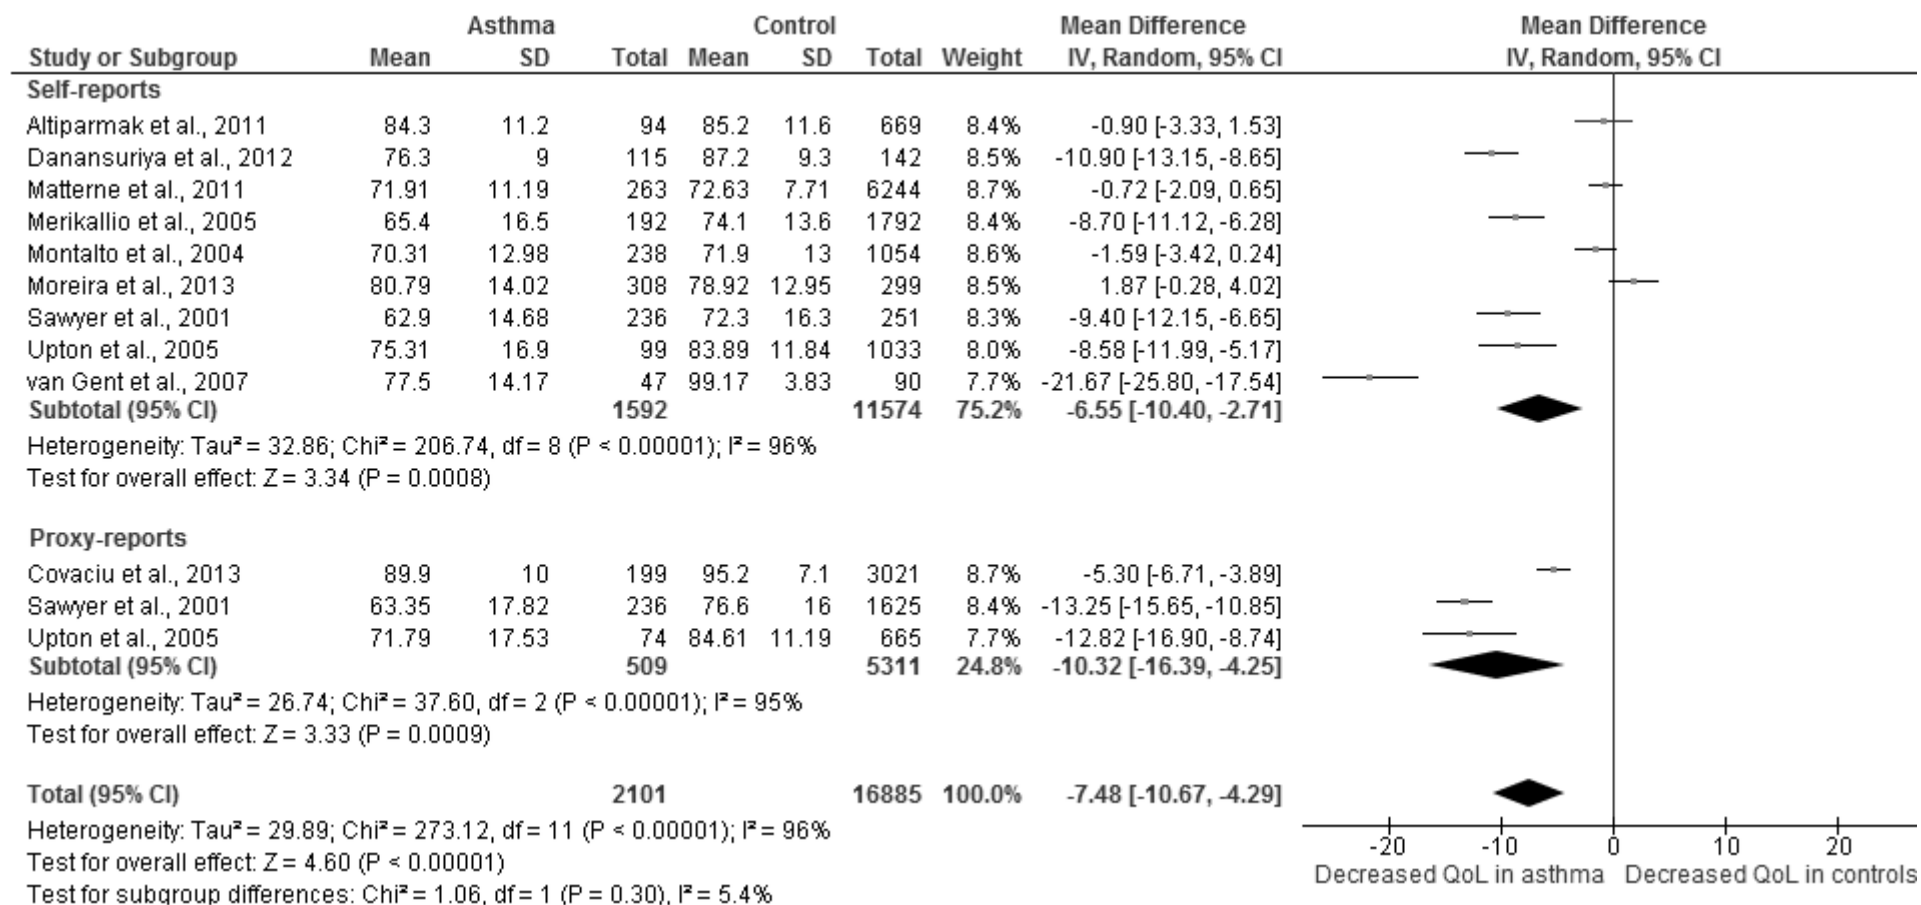 Asthma Control Mean Difference Mean Difference
Study or Subgroup Mean SD Total Mean SD Total Weight IV, Random, 95% CI IV, Random, 95% CI
Self-reports
Altiparmak et al., 2011 84.3 11.2 94 85.2 11.6 669 8.4% -0.90 [-3.33, 1.53]
Danansuriya et al., 2012 76.3 9 115 87.2 9.3 142 8.5% -10.90 [-13.15, -8.65]
Matterne et al., 2011 71.91 11.19 263 72.63 7.71 6244 8.7% -0.72 [-2.09, 0.65]
Merikallio et al., 2005 65.4 16.5 192 74.1 13.6 1792 8.4% -8.70 [-11.12, -6.28]
Montalto et al., 2004 70.31 12.98 238 71.9 13 1054 8.6% -1.59 [-3.42, 0.24]
Moreira et al., 2013 80.79 14.02 308 78.92 12.95 299 8.5% 1.87 [-0.28, 4.02]
Sawyer et al., 2001 62.9 14.68 236 72.3 16.3 251 8.3% -9.40 [-12.15, -6.65]
Upton et al., 2005 75.31 16.9 99 83.89 11.84 1033 8.0% -8.58 [-11.99, -5.17]
van Gent et al., 2007 77.5 14.17 47 99.17 3.83 90 7.7% -21.67 [-25.80, -17.54]
Subtotal (95% CI) 1592 11574 75.2% -6.55 [-10.40, -2.71]
Heterogeneity: Tau² = 32.86; Chi² = 206.74, df = 8 (P < 0.00001); I² = 96%
Test for overall effect: Z = 3.34 (P = 0.0008)
Proxy-reports
Covaciu et al., 2013 89.9 10 199 95.2 7.1 3021 8.7% -5.30 [-6.71, -3.89]
Sawyer et al., 2001 63.35 17.82 236 76.6 16 1625 8.4% -13.25 [-15.65, -10.85]
Upton et al., 2005 71.79 17.53 74 84.61 11.19 665 7.7% -12.82 [-16.90, -8.74]
Subtotal (95% CI) 509 5311 24.8% -10.32 [-16.39, -4.25]
Heterogeneity: Tau² = 26.74; Chi² = 37.60, df = 2 (P < 0.00001); I² = 95%
Test for overall effect: Z = 3.33 (P = 0.0009)
Total (95% CI) 2101 16885 100.0% -7.48 [-10.67, -4.29]
Heterogeneity: Tau² = 29.89; Chi² = 273.12, df = 11 (P < 0.00001); I² = 96%
Test for overall effect: Z = 4.60 (P < 0.00001)
Test for subgroup differences: Chi² = 1.06, df = 1 (P = 0.30), I² = 5.4%
-20 -10 0 10 20
Decreased QoL in asthma Decreased QoL in controls